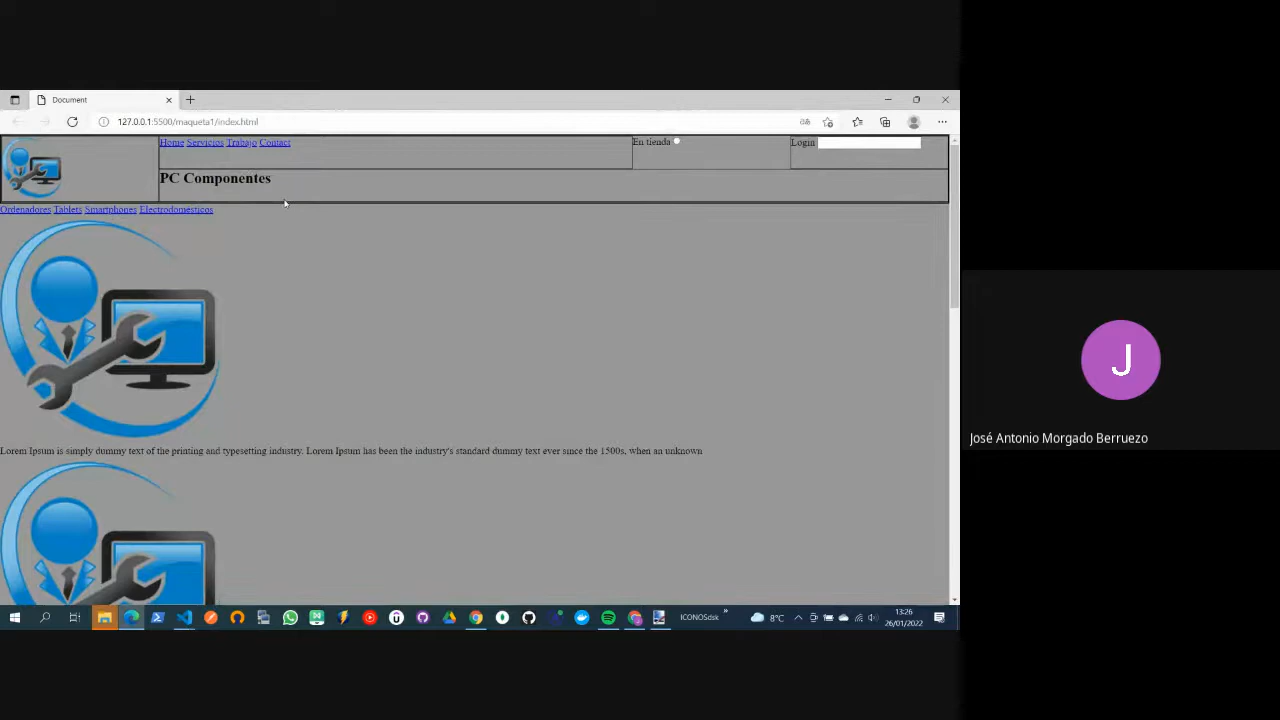 Document
127.0.0.1:5500/maqueta1/index.html
Home Servicios Trabajo Contact
En tienda
Login
PC Componentes
Ordenadores Tablets Smartphones Electrodomesticos
Lorem Ipsum is simply dummy text of the printing and typesetting industry. Lorem Ipsum has been the industry's standard dummy text ever since the 1500s, when an unknown
J
José Antonio Morgado Berruezo
ICONOSdsk
8°C
13:26
26/01/2022